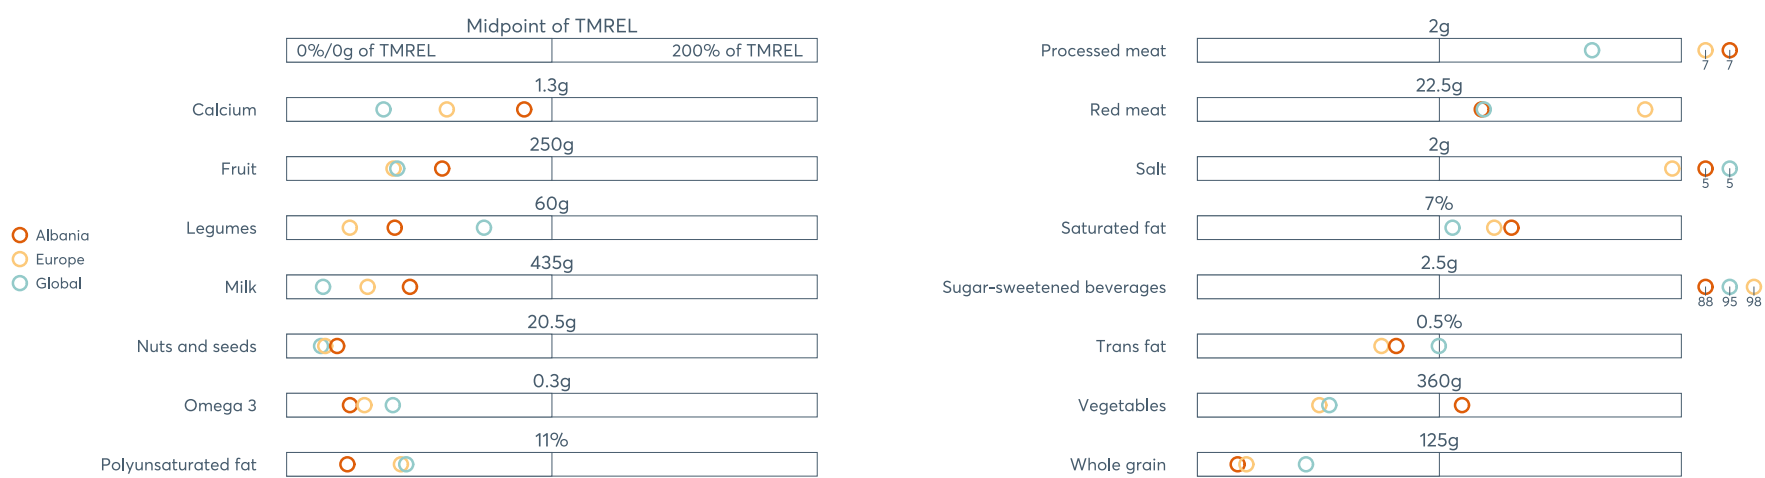 Midpoint of TMREL
0%/0g of TMREL 200% of TMREL
1.3g
Calcium
250g
Fruit
60g
Legumes
435g
Milk
20.5g
Nuts and seeds
0.3g
Omega 3
11%
Polyunsaturated fat
Albania
Europe
Global
2g
Processed meat
7 7
22.5g
Red meat
2g
Salt
5 5
7%
Saturated fat
2.5g
Sugar-sweetened beverages
88 95 98
0.5%
Trans fat
360g
Vegetables
125g
Whole grain